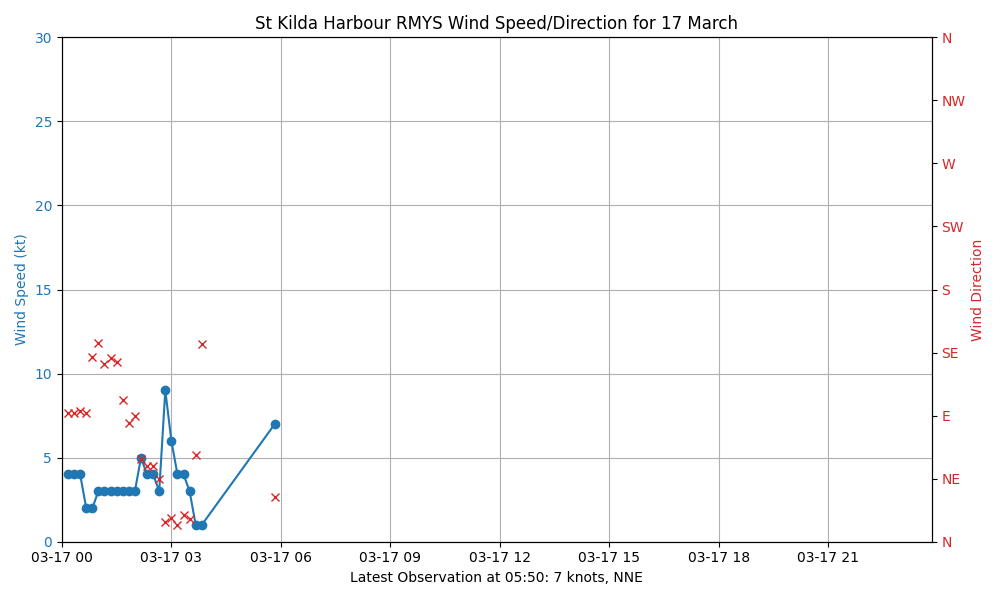 St Kilda Harbour RMYS Wind Speed/Direction for 17 March
30
25
20
15
10
5
0
Wind Speed (kt)
N
NW
W
SW
S
SE
E
NE
N
Wind Direction
03-17 00
03-17 03
03-17 06
03-17 09
03-17 12
03-17 15
03-17 18
03-17 21
Latest Observation at 05:50: 7 knots, NNE